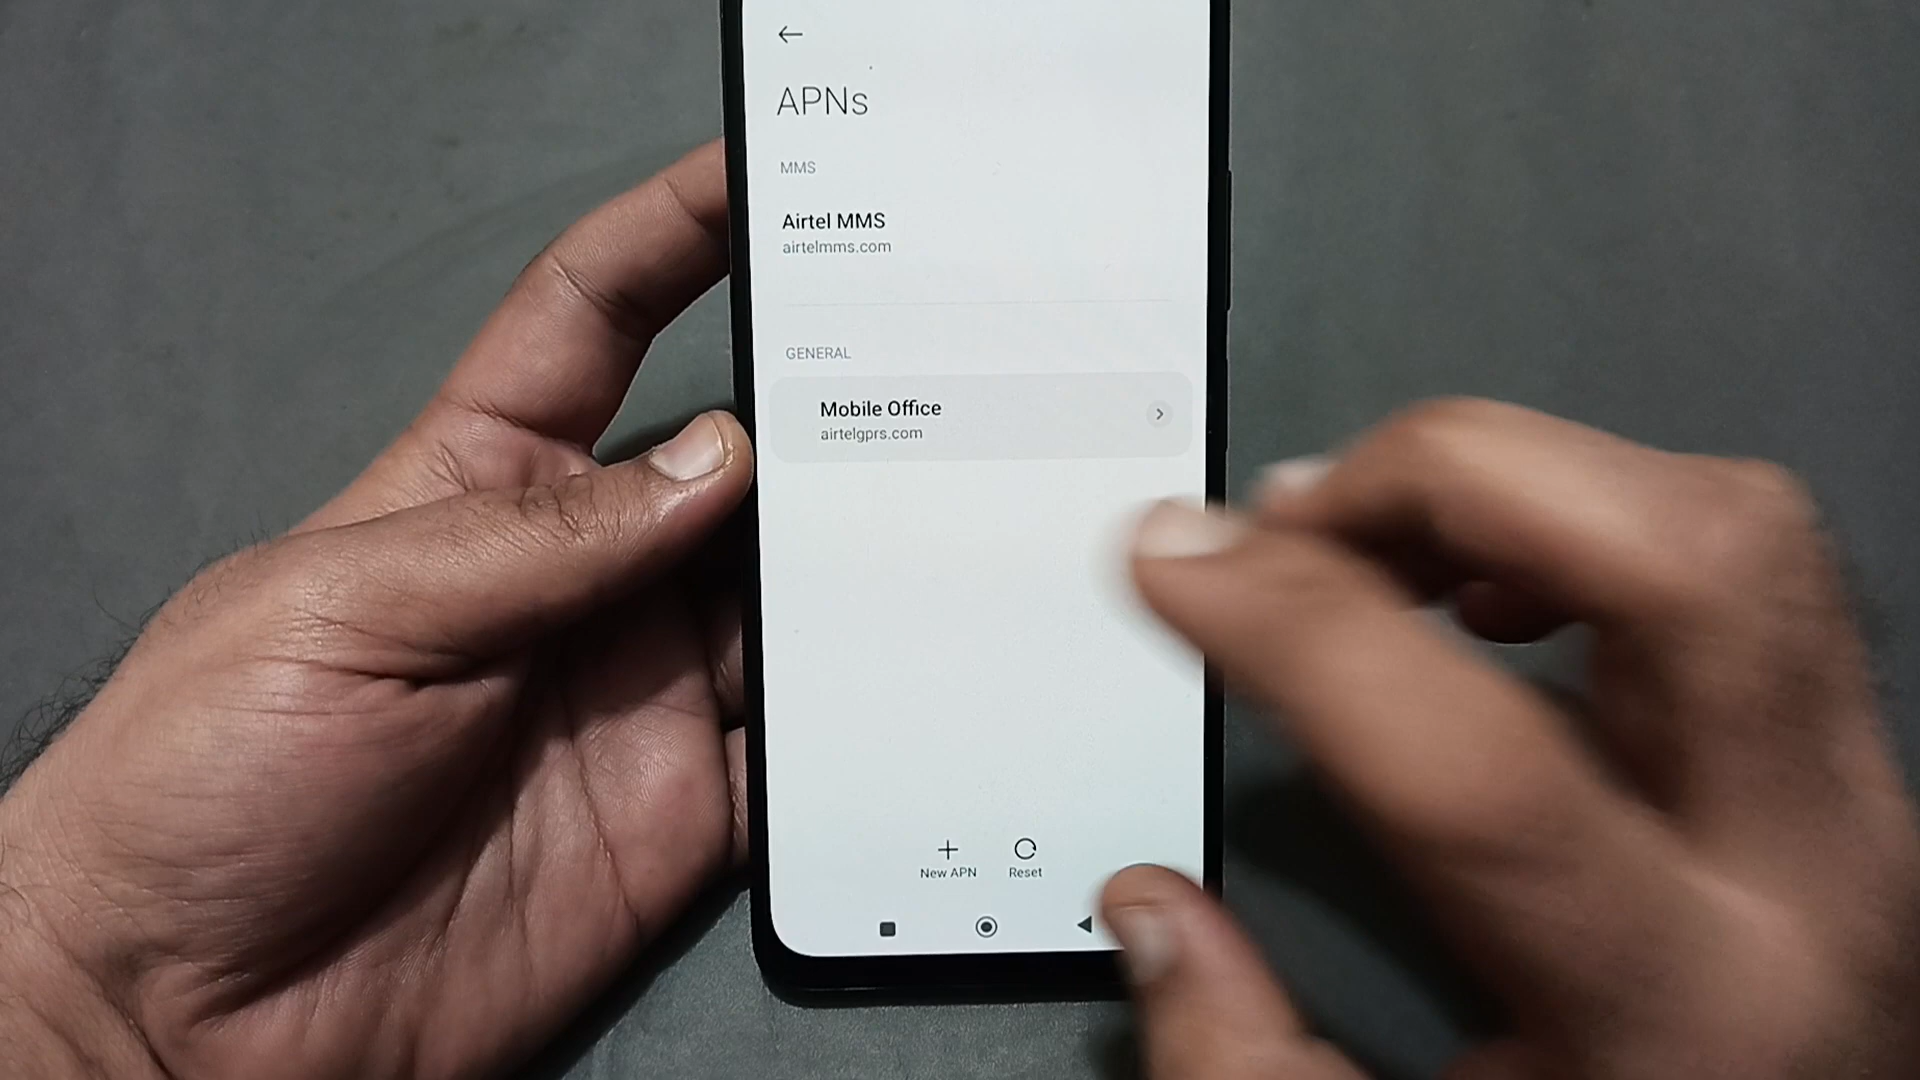 APNs
MMS
Airtel MMS
airtelmms.com
GENERAL
Mobile Office
airtelgprs.com
New APN
Reset